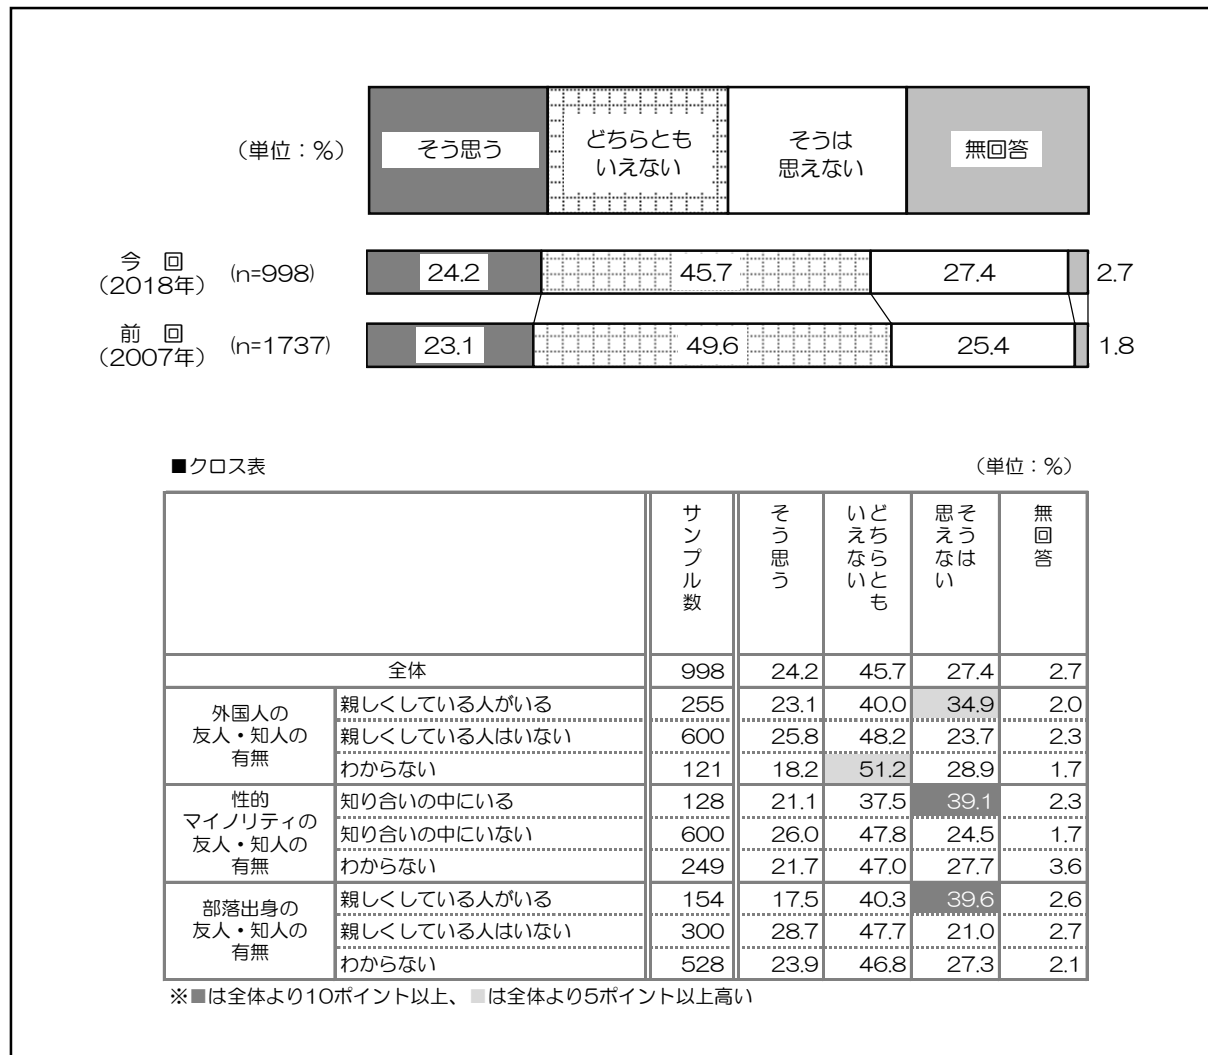 （単位：％）
そう思う
どちらとも
いえない
そうは
思えない
無回答
今　回
（2018年）
(n=998)
24.2
45.7
27.4
2.7
前　回
（2007年）
(n=1737)
23.1
49.6
25.4
1.8
■クロス表
（単位：％）
サンプル数
そう思う
どちらとも
いえない
そうはい
思えない
無回答
全体 998 24.2 45.7 27.4 2.7
外国人の
友人・知人の
有無
親しくしている人がいる 255 23.1 40.0 34.9 2.0
親しくしている人はいない 600 25.8 48.2 23.7 2.3
わからない 121 18.2 51.2 28.9 1.7
性的
マイノリティの
友人・知人の
有無
知り合いの中にいる 128 21.1 37.5 39.1 2.3
知り合いの中にいない 600 26.0 47.8 24.5 1.7
わからない 249 21.7 47.0 27.7 3.6
部落出身の
友人・知人の
有無
親しくしている人がいる 154 17.5 40.3 39.6 2.6
親しくしている人はいない 300 28.7 47.7 21.0 2.7
わからない 528 23.9 46.8 27.3 2.1
※■は全体より10ポイント以上、■は全体より5ポイント以上高い